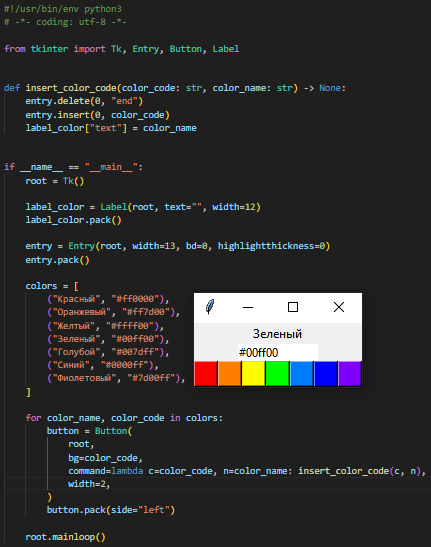 #!/usr/bin/env python3
# -*- coding: utf-8 -*-
from tkinter import Tk, Entry, Button, Label
def insert_color_code(color_code: str, color_name: str) -> None:
    entry.delete(0, "end")
    entry.insert(0, color_code)
    label_color["text"] = color_name
if __name__ == "__main__":
    root = Tk()
    label_color = Label(root, text="", width=12)
    label_color.pack()
    entry = Entry(root, width=13, bd=0, highlightthickness=0)
    entry.pack()
    colors = [
        ("Красный", "#ff0000"),
        ("Оранжевый", "#ff7d00"),
        ("Желтый", "#ffff00"),
        ("Зеленый", "#00ff00"),
        ("Голубой", "#007dff"),
        ("Синий", "#0000ff"),
        ("Фиолетовый", "#7d00ff"),
    ]
    for color_name, color_code in colors:
        button = Button(
            root,
            bg=color_code,
            command=lambda c=color_code, n=color_name: insert_color_code(c, n),
            width=2,
        )
        button.pack(side="left")
    root.mainloop()
Зеленый
#00ff00